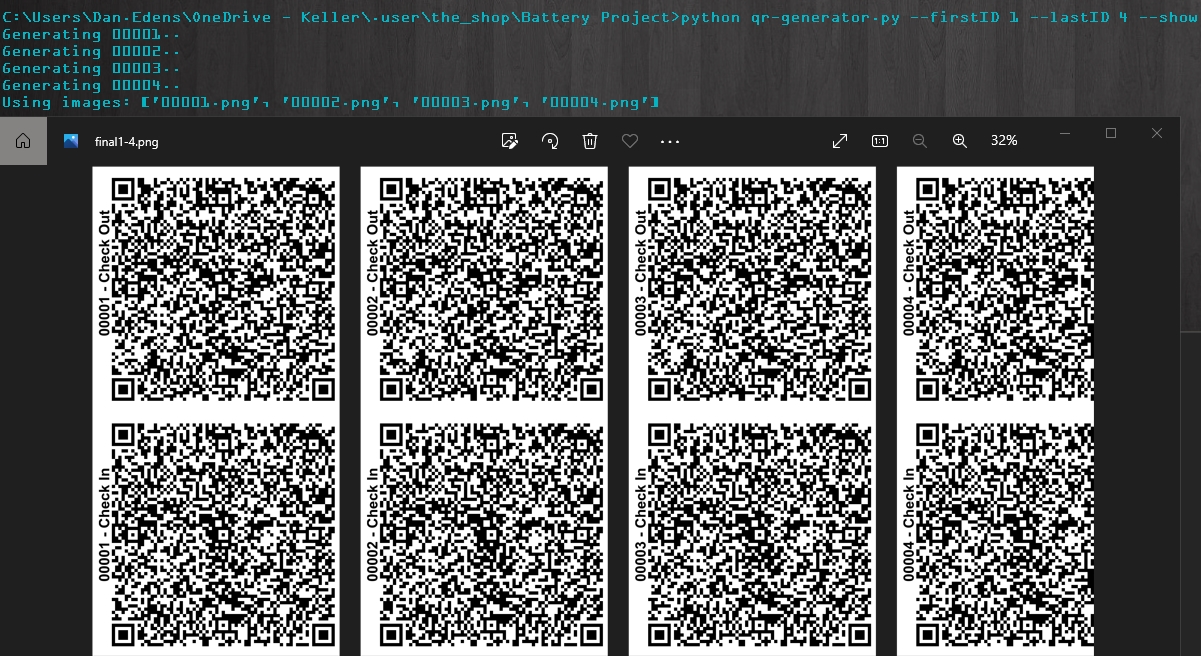 C:\Users\Dan.Edens\OneDrive - Keller\.user\the_shop\Battery Project>python qr-generator.py --firstID 1 --lastID 4 --show
Generating 00001..
Generating 00002..
Generating 00003..
Generating 00004..
Using images: ['00001.png', '00002.png', '00003.png', '00004.png']
final1-4.png
1:1
32%
00001 - Check Out
00002 - Check Out
00003 - Check Out
00004 - Check Out
00001 - Check In
00002 - Check In
00003 - Check In
00004 - Check In